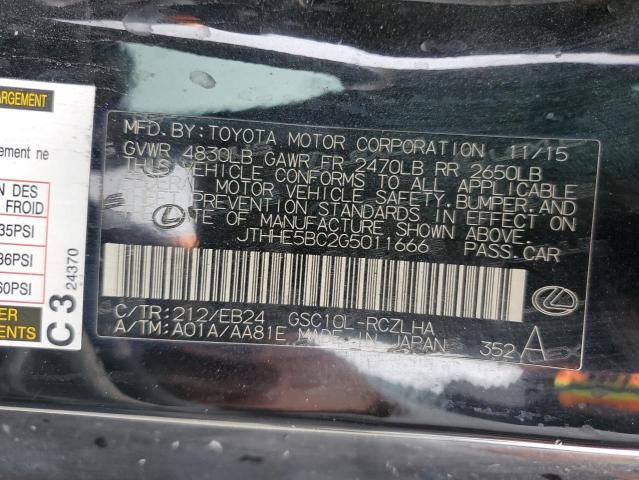 ARGEMENT
ement ne
N DES
FROID
35PSI
36PSI
60PSI
C 3 24370
MFD.BY:TOYOTA MOTOR CORPORATION 11/15
GVWR 4830LB GAWR FR 2470LB RR 2650LB
THIS VEHICLE CONFORMS TO ALL APPLICABLE
FEDERAL MOTOR VEHICLE SAFETY,BUMPER,AND
THEFT PREVENTION STANDARDS IN EFFECT ON
THE DATE OF MANUFACTURE SHOWN ABOVE.
JTHHE5BC2G5011666 PASS.CAR
C/TR:212/EB24 GSC10L-RCZLHA
A/TM:A01A/AA81E MADE IN JAPAN 352 A